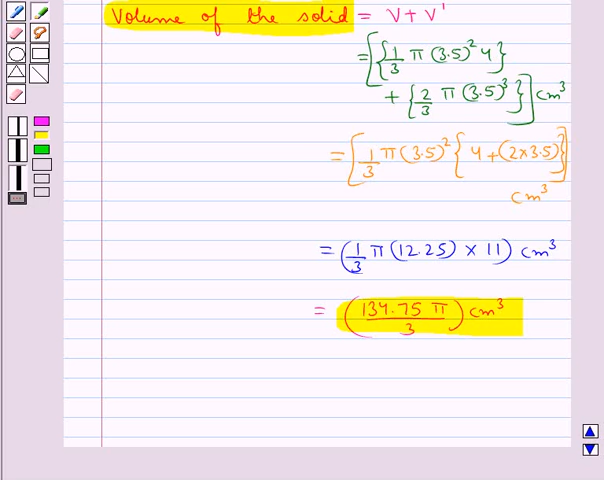 Volume of the solid = V + V'
= [{1/3 π (3.5)² 4}
+ {2/3 π (3.5)³}] cm³
= [1/3 π (3.5)² {4 + (2 × 3.5)}]
cm³
= (1/3 π (12.25) × 11) cm³
= (134.75 π / 3) cm³